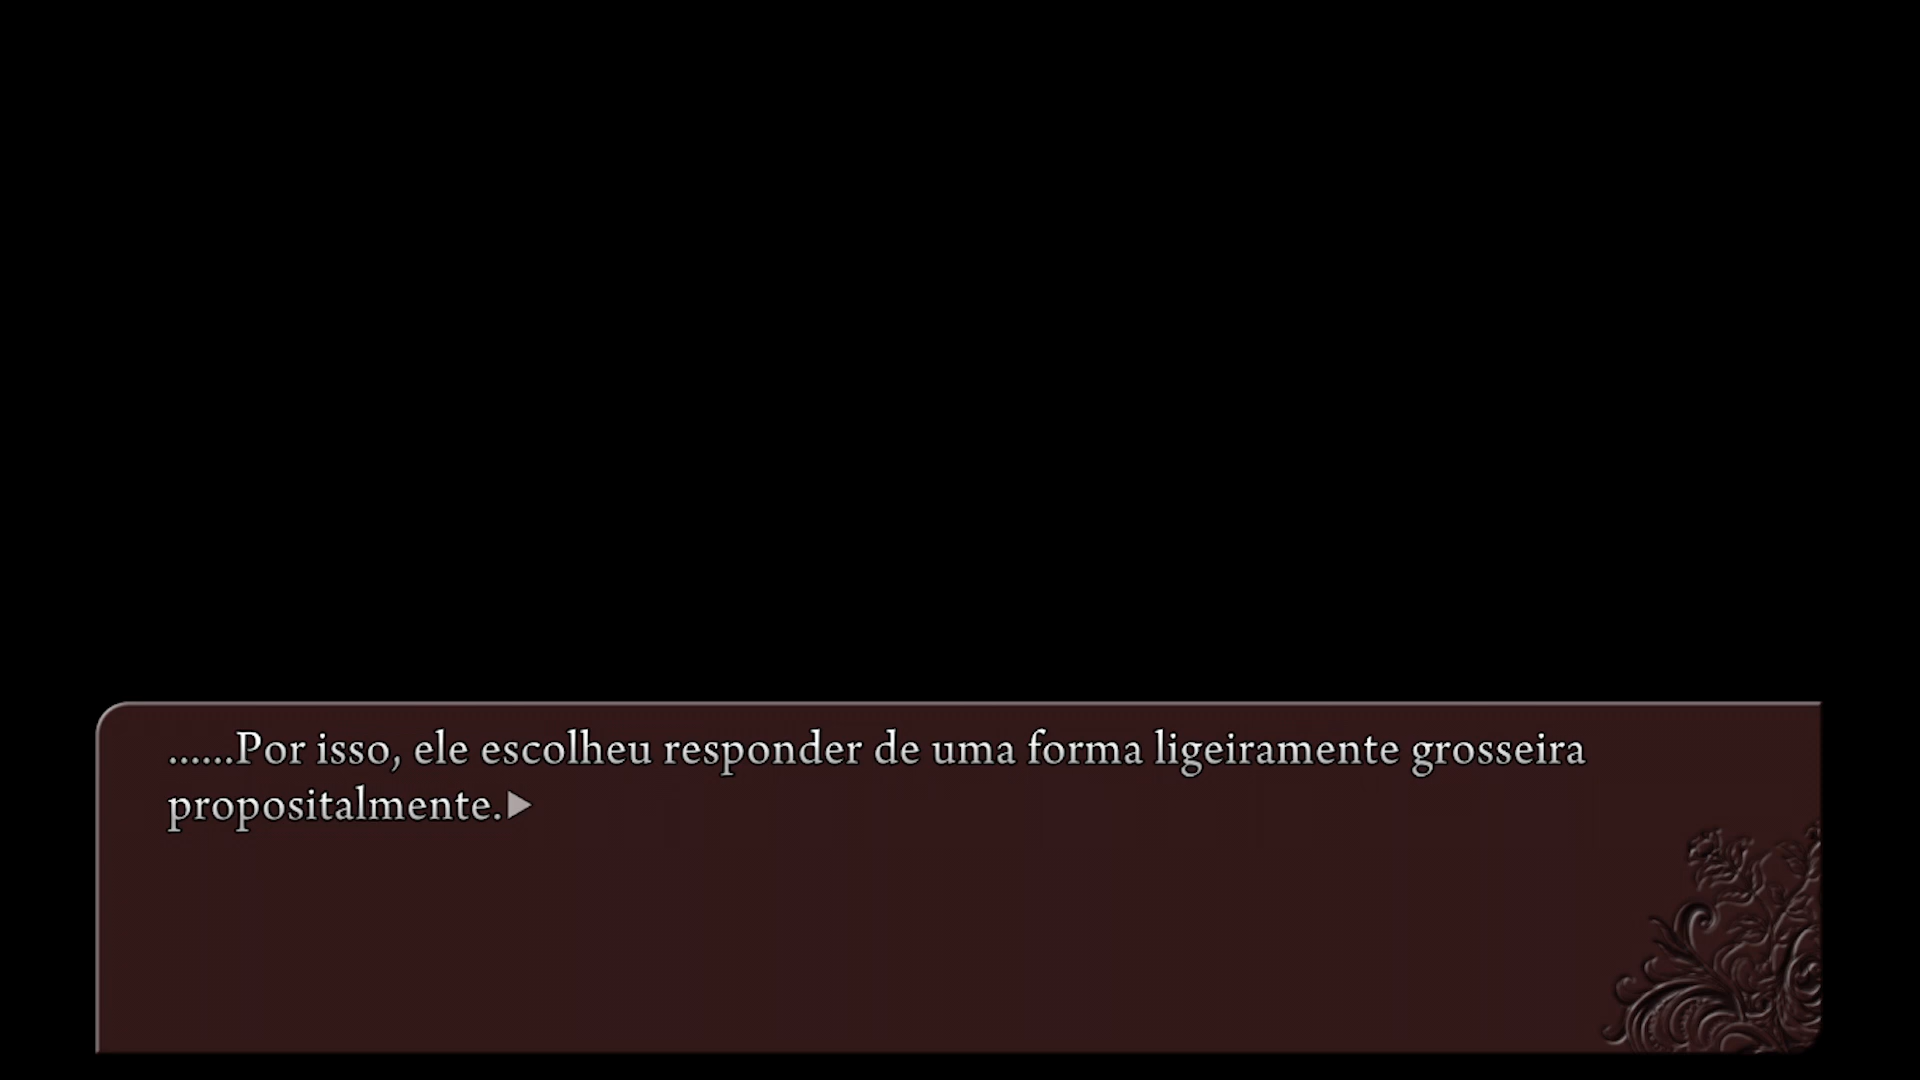 ......Por isso, ele escolheu responder de uma forma ligeiramente grosseira
propositalmente.